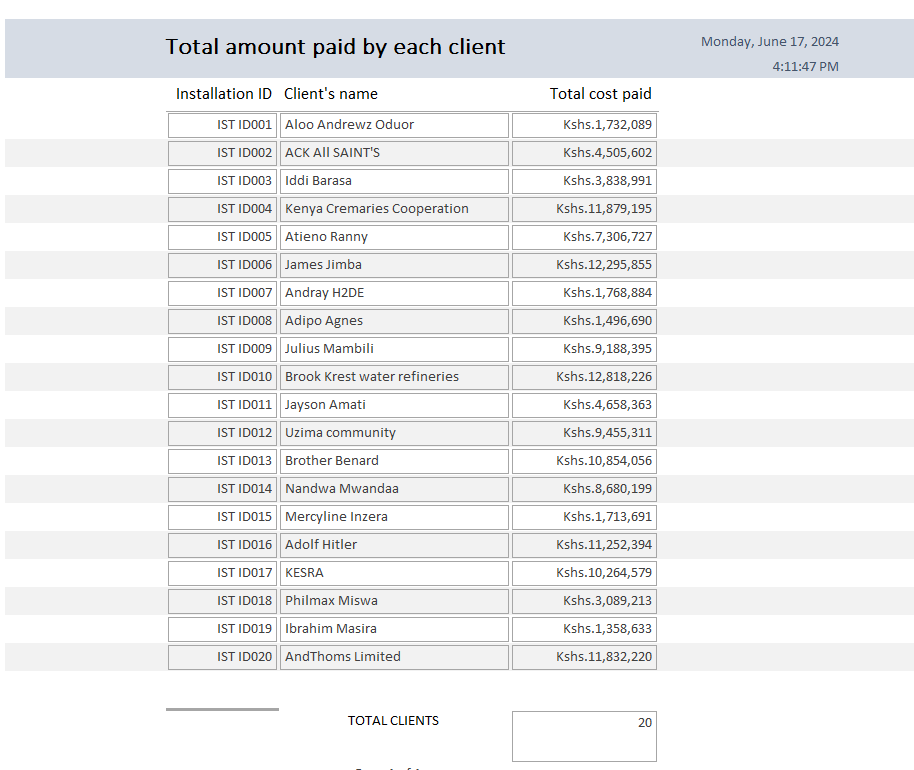 Total amount paid by each client
Monday, June 17, 2024
4:11:47 PM
Installation ID Client's name Total cost paid
IST ID001 Aloo Andrewz Oduor Kshs.1,732,089
IST ID002 ACK All SAINT'S Kshs.4,505,602
IST ID003 Iddi Barasa Kshs.3,838,991
IST ID004 Kenya Cremaries Cooperation Kshs.11,879,195
IST ID005 Atieno Ranny Kshs.7,306,727
IST ID006 James Jimba Kshs.12,295,855
IST ID007 Andray H2DE Kshs.1,768,884
IST ID008 Adipo Agnes Kshs.1,496,690
IST ID009 Julius Mambili Kshs.9,188,395
IST ID010 Brook Krest water refineries Kshs.12,818,226
IST ID011 Jayson Amati Kshs.4,658,363
IST ID012 Uzima community Kshs.9,455,311
IST ID013 Brother Benard Kshs.10,854,056
IST ID014 Nandwa Mwandaa Kshs.8,680,199
IST ID015 Mercyline Inzera Kshs.1,713,691
IST ID016 Adolf Hitler Kshs.11,252,394
IST ID017 KESRA Kshs.10,264,579
IST ID018 Philmax Miswa Kshs.3,089,213
IST ID019 Ibrahim Masira Kshs.1,358,633
IST ID020 AndThoms Limited Kshs.11,832,220
TOTAL CLIENTS 20